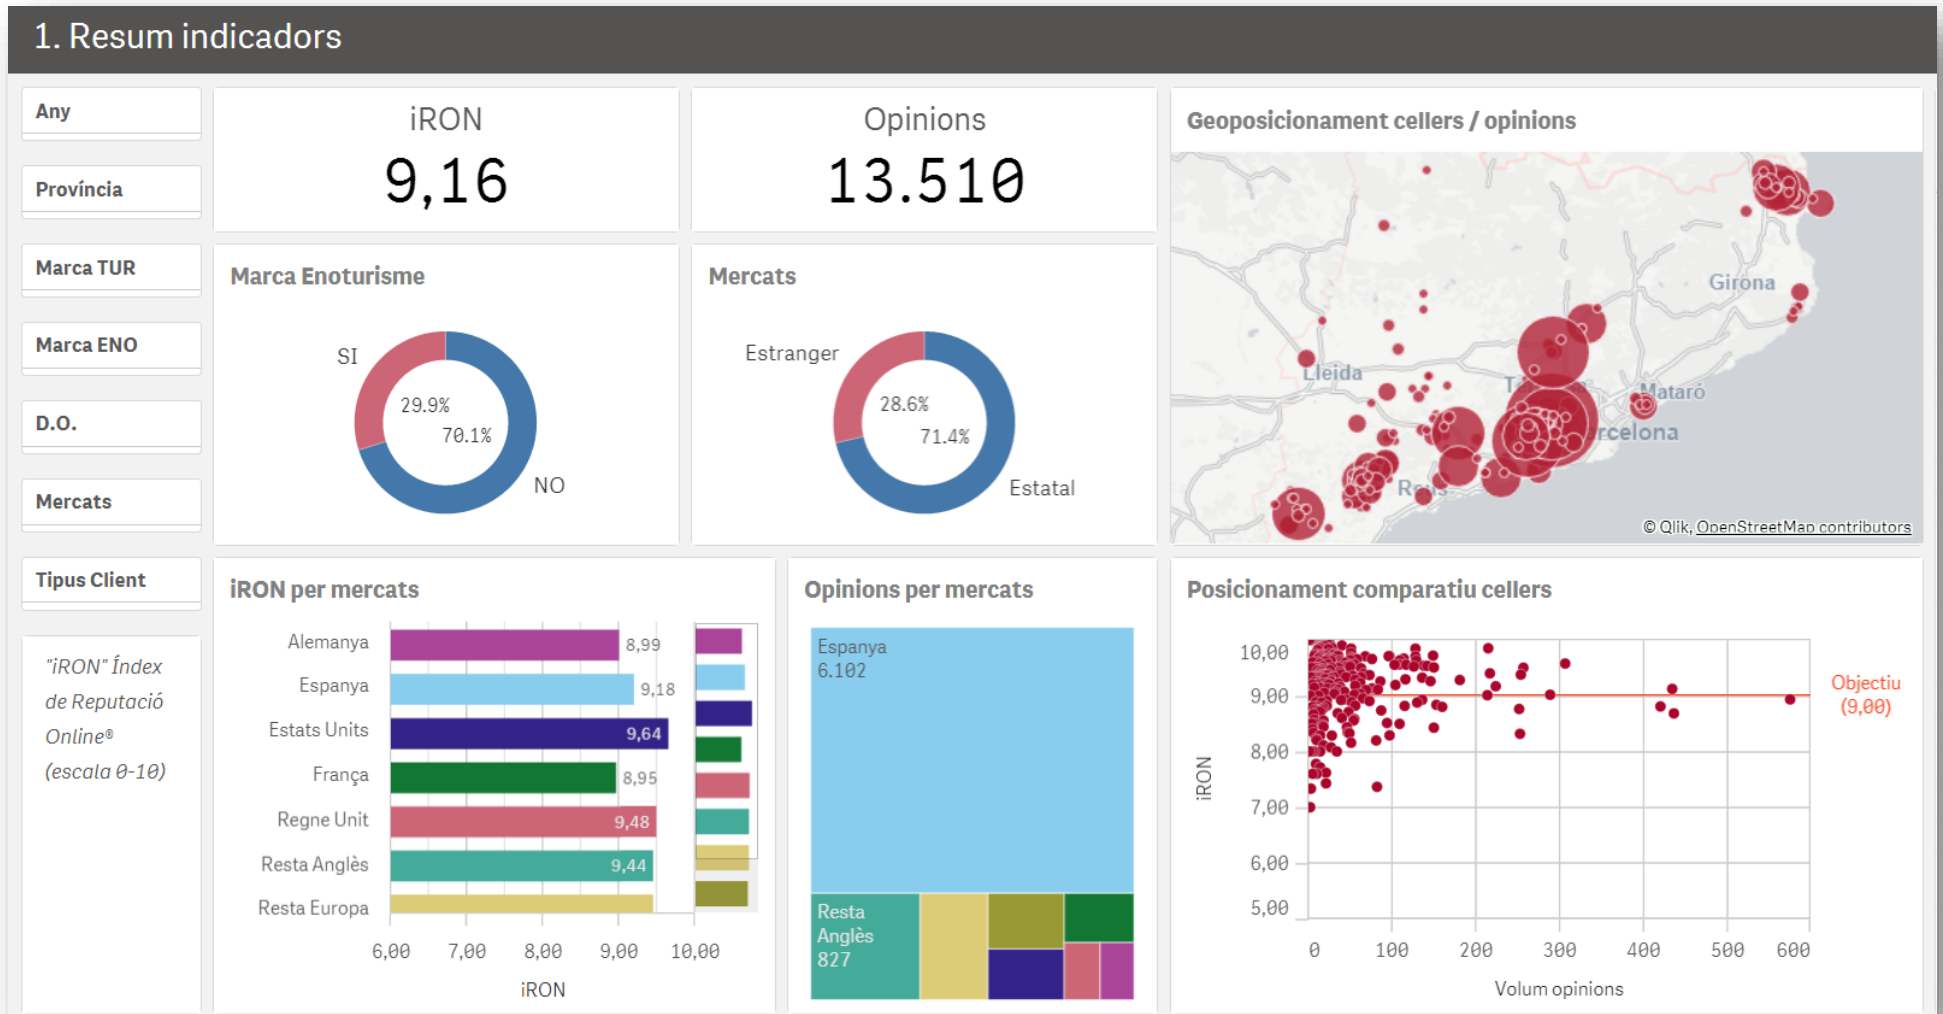 1. Resum indicadors
Any
Província
Marca TUR
Marca ENO
D.O.
Mercats
Tipus Client
"iRON" Índex
de Reputació
Online®
(escala 0-10)
iRON
9,16
Opinions
13.510
Marca Enoturisme
SI
29.9%
70.1%
NO
Mercats
Estranger
28.6%
71.4%
Estatal
Geoposicionament cellers / opinions
Girona
Lleida
Mataró
rcelona
© Qlik, OpenStreetMap contributors
iRON per mercats
Alemanya
8,99
Espanya
9,18
Estats Units
9,64
França
8,95
Regne Unit
9,48
Resta Anglès
9,44
Resta Europa
6,00 7,00 8,00 9,00 10,00
iRON
Opinions per mercats
Espanya
6.102
Resta
Anglès
827
Posicionament comparatiu cellers
10,00
9,00
8,00
7,00
6,00
5,00
iRON
Objectiu
(9,00)
0 100 200 300 400 500 600
Volum opinions